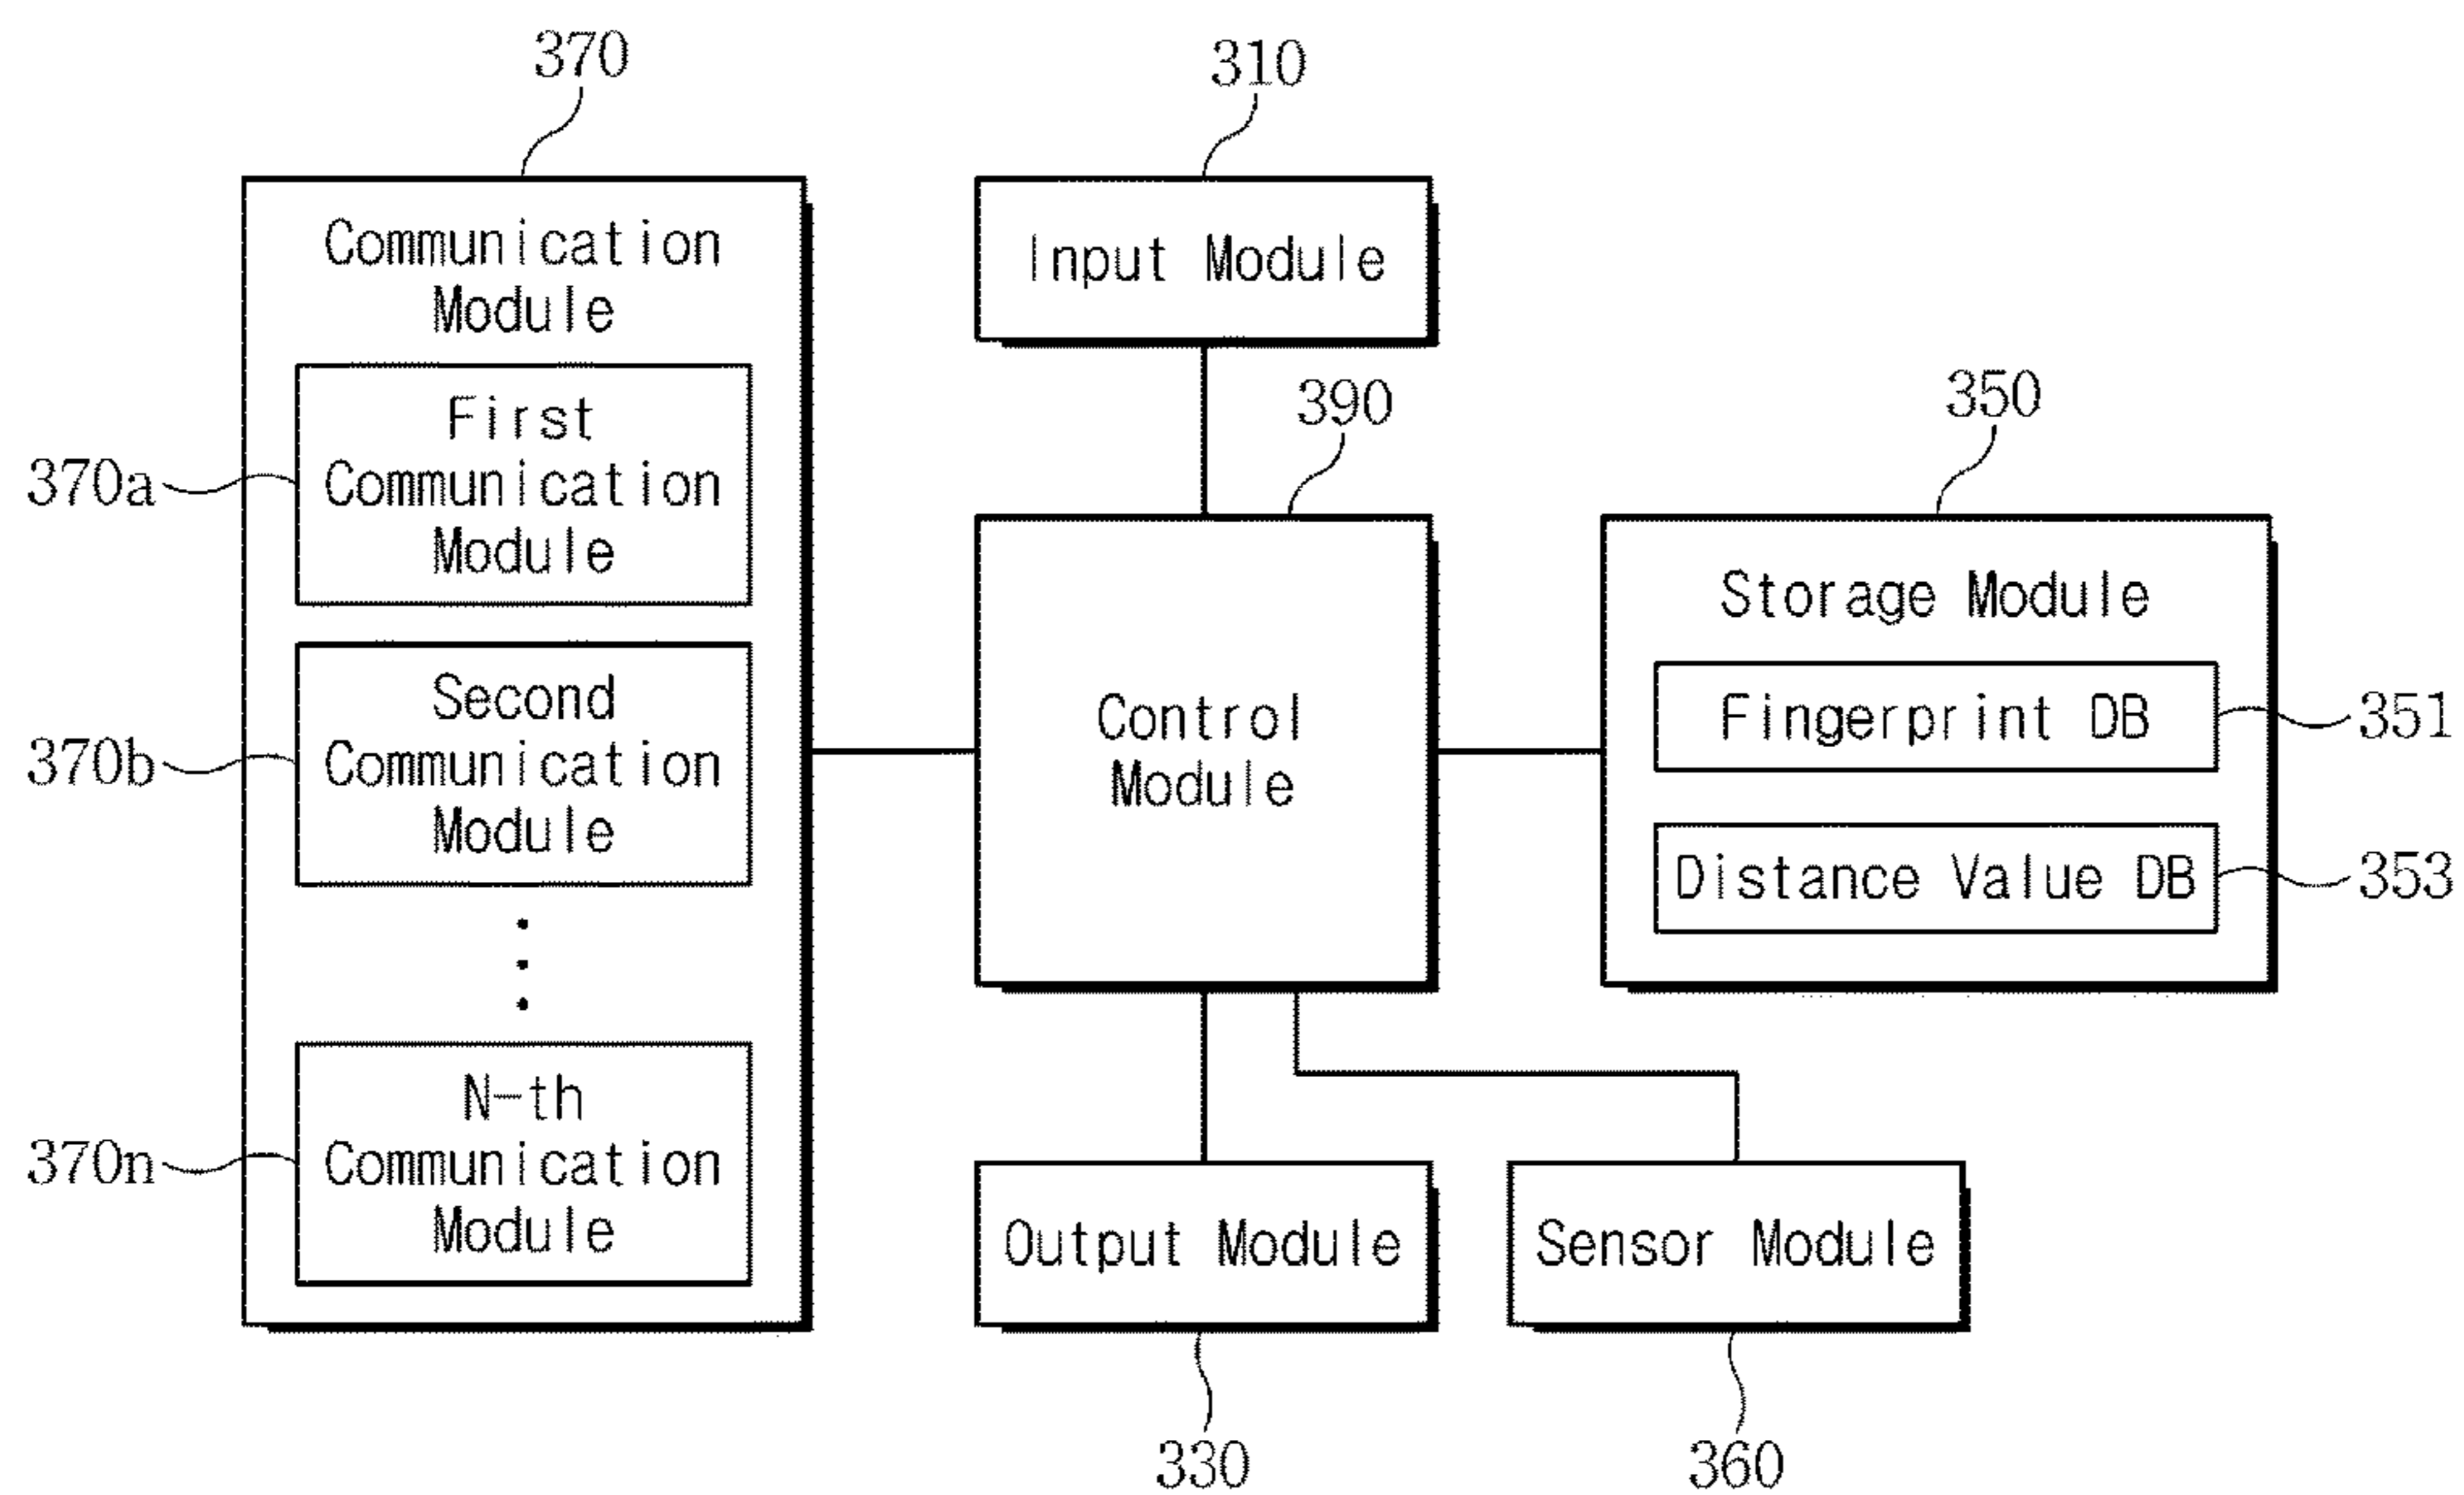 370
310
Communication
Module
Input Module
390
350
First
370a
Communication
Module
Storage Module
Fingerprint DB
351
Distance Value DB
353
Control
Module
Second
370b
Communication
Module
N-th
370n
Communication
Module
Output Module
Sensor Module
330
360